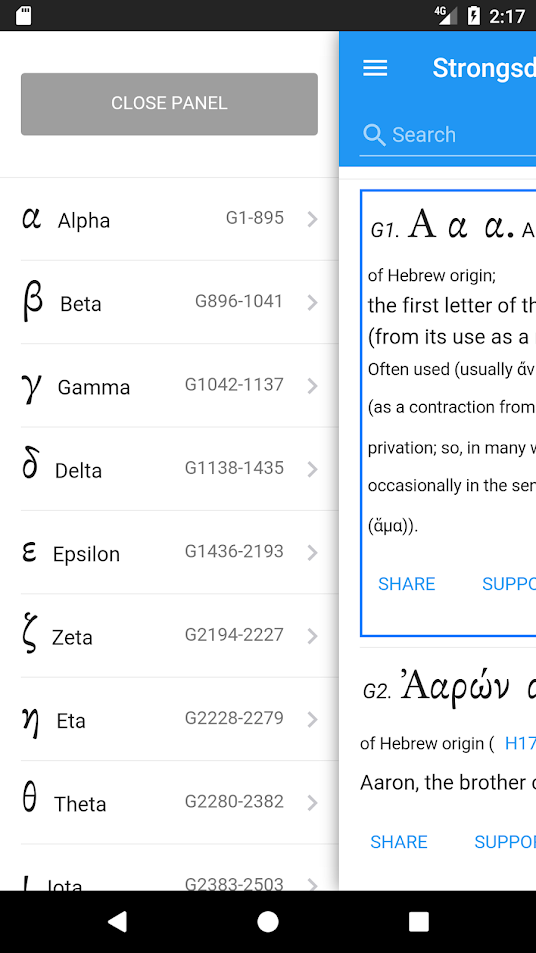 4G 2:17
CLOSE PANEL
α Alpha G1-895
β Beta G896-1041
γ Gamma G1042-1137
δ Delta G1138-1435
ε Epsilon G1436-2193
ζ Zeta G2194-2227
η Eta G2228-2279
θ Theta G2280-2382
ι Iota G2383-2503
Strongsd
Search
G1. Α α α. A
of Hebrew origin;
the first letter of th
(from its use as a
Often used (usually ἄν
(as a contraction from
privation; so, in many w
occasionally in the sen
(ἅμα)).
SHARE SUPPO
G2. Ἀαρών α
of Hebrew origin ( H17
Aaron, the brother o
SHARE SUPPOR